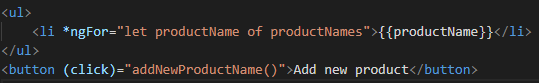 <ul>
    <li *ngFor="let productName of productNames">{{productName}}</li>
</ul>
<button (click)="addNewProductName()">Add new product</button>